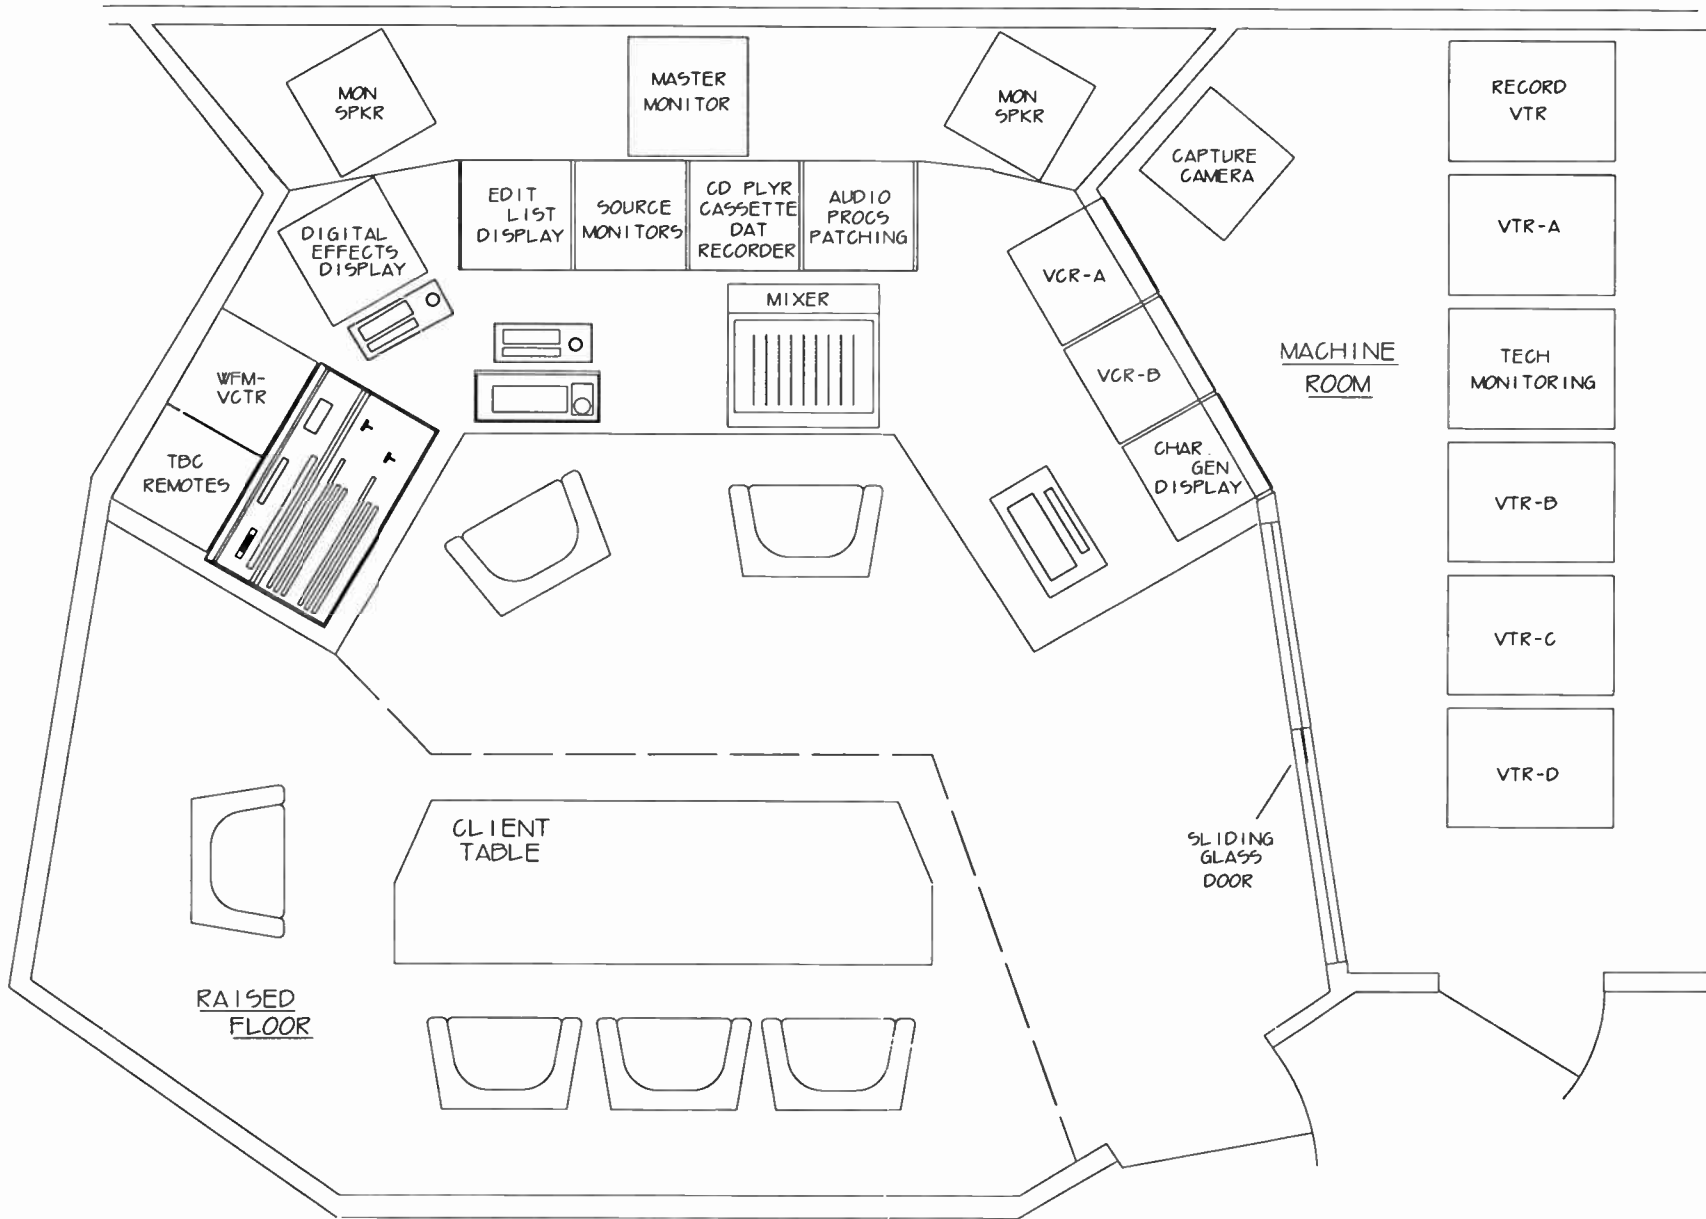 MON
SPKR
MASTER
MONITOR
MON
SPKR
RECORD
VTR
CAPTURE
CAMERA
EDIT
LIST
DISPLAY
SOURCE
MONITORS
CD PLYR
CASSETTE
DAT
RECORDER
AUDIO
PROCS
PATCHING
VTR-A
DIGITAL
EFFECTS
DISPLAY
VCR-A
MIXER
MACHINE
ROOM
TECH
MONITORING
WFM-
VCTR
VCR-B
TBC
REMOTES
CHAR
GEN
DISPLAY
VTR-B
VTR-C
VTR-D
CLIENT
TABLE
SLIDING
GLASS
DOOR
RAISED
FLOOR